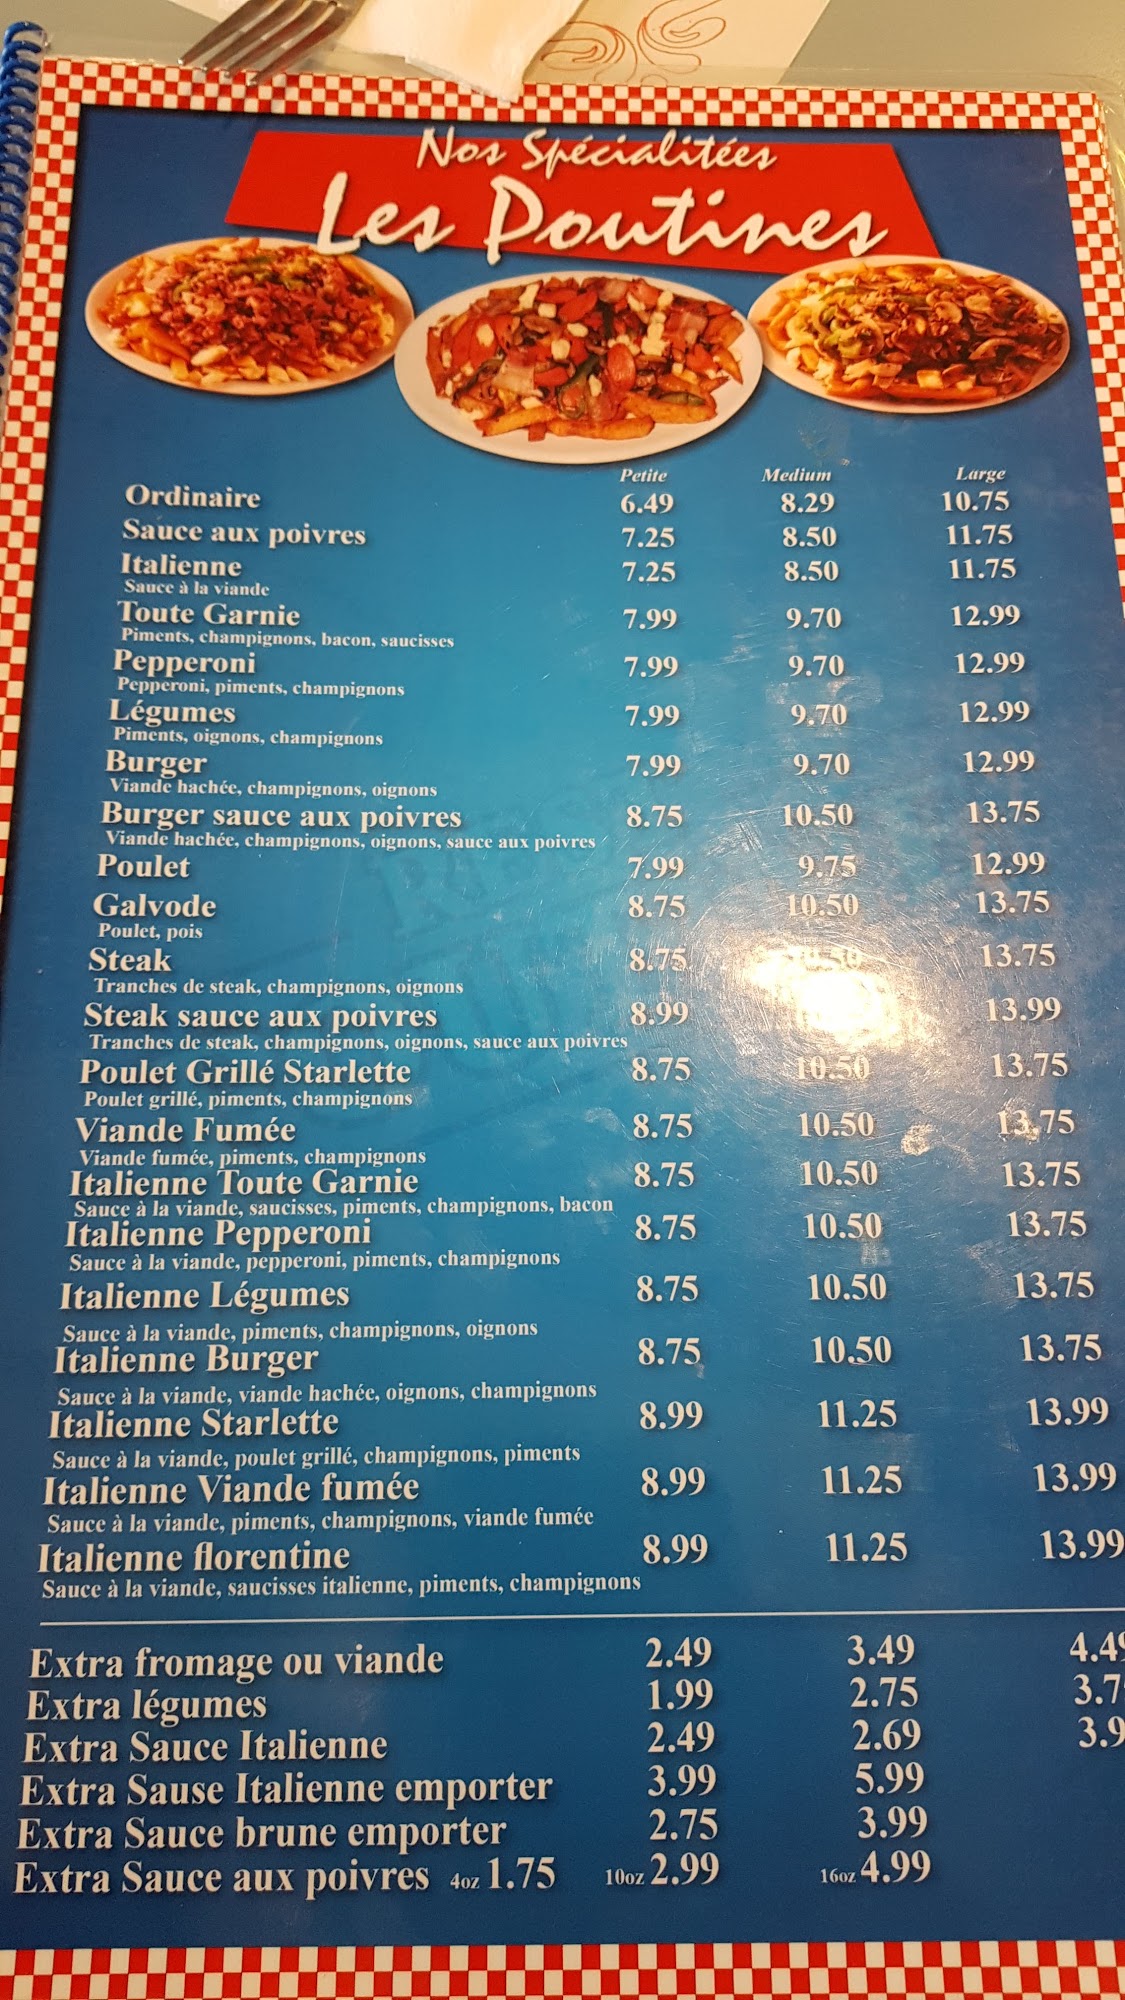 Nos Spécialitées
Les Poutines
Petite Medium Large
Ordinaire 6.49 8.29 10.75
Sauce aux poivres 7.25 8.50 11.75
Italienne 7.25 8.50 11.75
Sauce à la viande
Toute Garnie 7.99 9.70 12.99
Piments, champignons, bacon, saucisses
Pepperoni 7.99 9.70 12.99
Pepperoni, piments, champignons
Légumes 7.99 9.70 12.99
Piments, oignons, champignons
Burger 7.99 9.70 12.99
Viande hachée, champignons, oignons
Burger sauce aux poivres 8.75 10.50 13.75
Viande hachée, champignons, oignons, sauce aux poivres
Poulet 7.99 9.75 12.99
Galvode 8.75 10.50 13.75
Poulet, pois
Steak 8.75 10.50 13.75
Tranches de steak, champignons, oignons
Steak sauce aux poivres 8.99 13.99
Tranches de steak, champignons, oignons, sauce aux poivres
Poulet Grillé Starlette 8.75 10.50 13.75
Poulet grillé, piments, champignons
Viande Fumée 8.75 10.50 13.75
Viande fumée, piments, champignons
Italienne Toute Garnie 8.75 10.50 13.75
Sauce à la viande, saucisses, piments, champignons, bacon
Italienne Pepperoni 8.75 10.50 13.75
Sauce à la viande, pepperoni, piments, champignons
Italienne Légumes 8.75 10.50 13.75
Sauce à la viande, piments, champignons, oignons
Italienne Burger 8.75 10.50 13.75
Sauce à la viande, viande hachée, oignons, champignons
Italienne Starlette 8.99 11.25 13.99
Sauce à la viande, poulet grillé, champignons, piments
Italienne Viande fumée 8.99 11.25 13.99
Sauce à la viande, piments, champignons, viande fumée
Italienne florentine 8.99 11.25 13.99
Sauce à la viande, saucisses italienne, piments, champignons
Extra fromage ou viande 2.49 3.49 4.49
Extra légumes 1.99 2.75 3.7
Extra Sauce Italienne 2.49 2.69 3.9
Extra Sause Italienne emporter 3.99 5.99
Extra Sauce brune emporter 2.75 3.99
Extra Sauce aux poivres 4oz 1.75 10oz 2.99 16oz 4.99